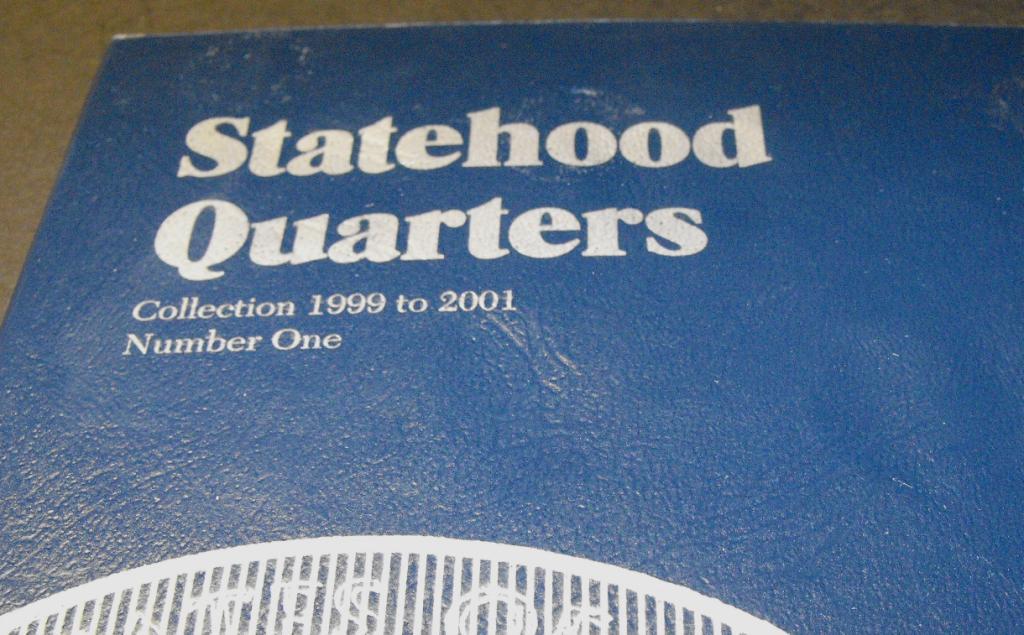 Statehood
Quarters
Collection 1999 to 2001
Number One